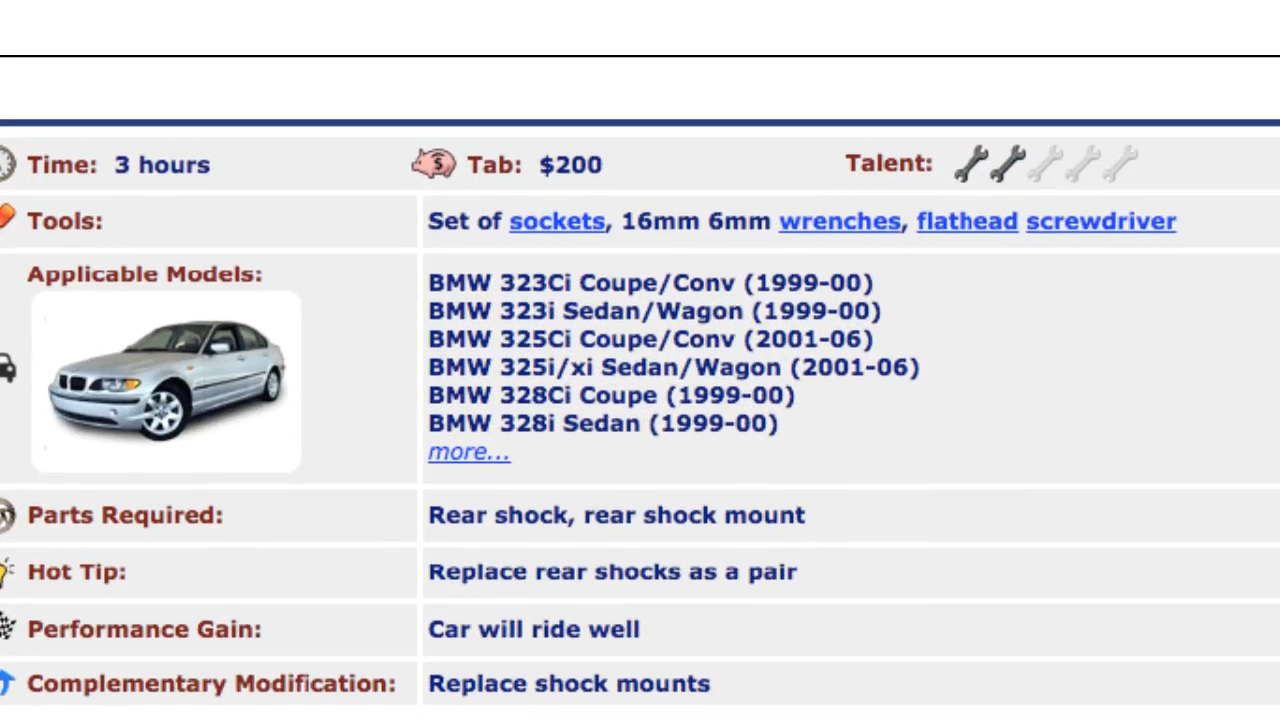 Time: 3 hours
Tab: $200
Talent:
Tools:
Set of sockets, 16mm 6mm wrenches, flathead screwdriver
Applicable Models:
BMW 323Ci Coupe/Conv (1999-00)
BMW 323i Sedan/Wagon (1999-00)
BMW 325Ci Coupe/Conv (2001-06)
BMW 325i/xi Sedan/Wagon (2001-06)
BMW 328Ci Coupe (1999-00)
BMW 328i Sedan (1999-00)
more...
Parts Required:
Rear shock, rear shock mount
Hot Tip:
Replace rear shocks as a pair
Performance Gain:
Car will ride well
Complementary Modification:
Replace shock mounts